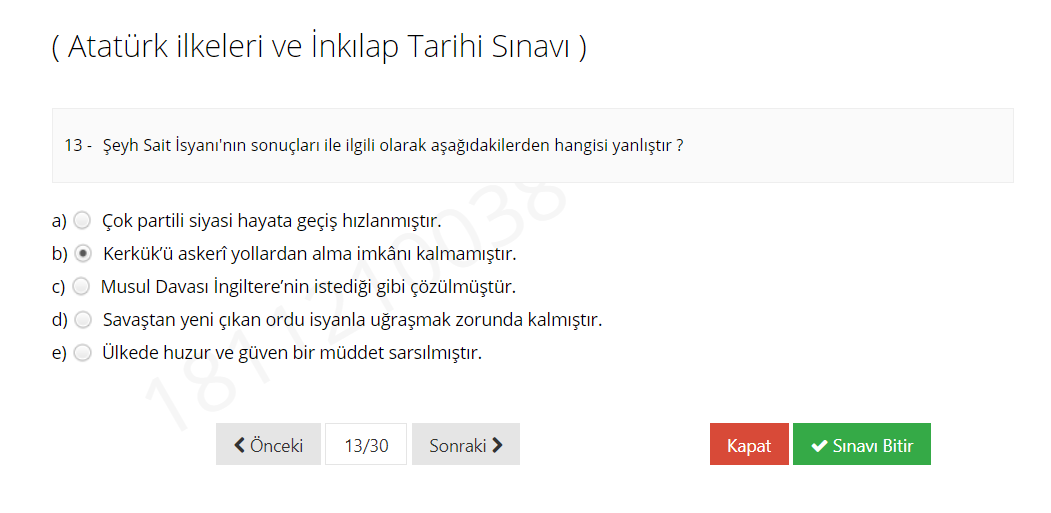 ( Atatürk ilkeleri ve İnkılap Tarihi Sınavı )
13 - Şeyh Sait İsyanı'nın sonuçları ile ilgili olarak aşağıdakilerden hangisi yanlıştır ?
a) Çok partili siyasi hayata geçiş hızlanmıştır.
b) Kerkük’ü askerî yollardan alma imkânı kalmamıştır.
c) Musul Davası İngiltere’nin istediği gibi çözülmüştür.
d) Savaştan yeni çıkan ordu isyanla uğraşmak zorunda kalmıştır.
e) Ülkede huzur ve güven bir müddet sarsılmıştır.
Önceki 13/30 Sonraki Kapat Sınavı Bitir